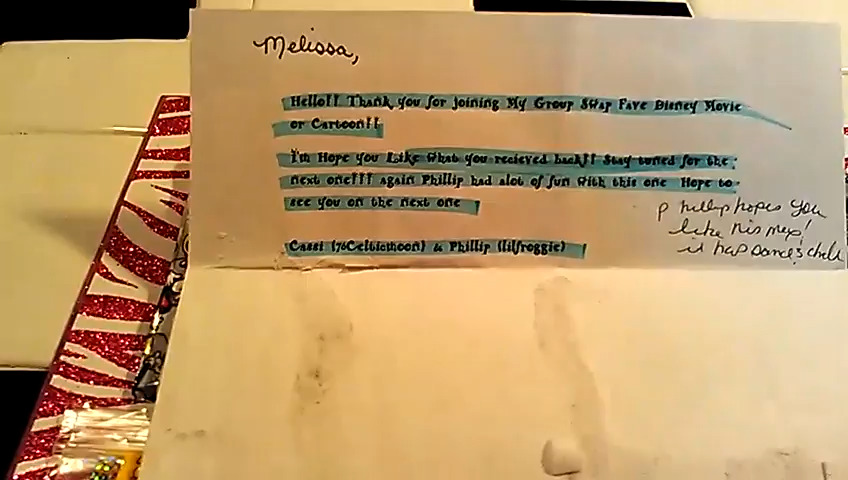 Melissa,
Hello!! Thank you for joining My Group Swap Fave Disney Movie
or Cartoon!!
I'm Hope you Like what you recieved back!! Stay tuned for the
next one!!! again Phillip had alot of fun with this one Hope to
see you on the next one
Phillip hopes you
like his
it has
Cassi (76Celticmoon) & Phillip (lilfroggie)